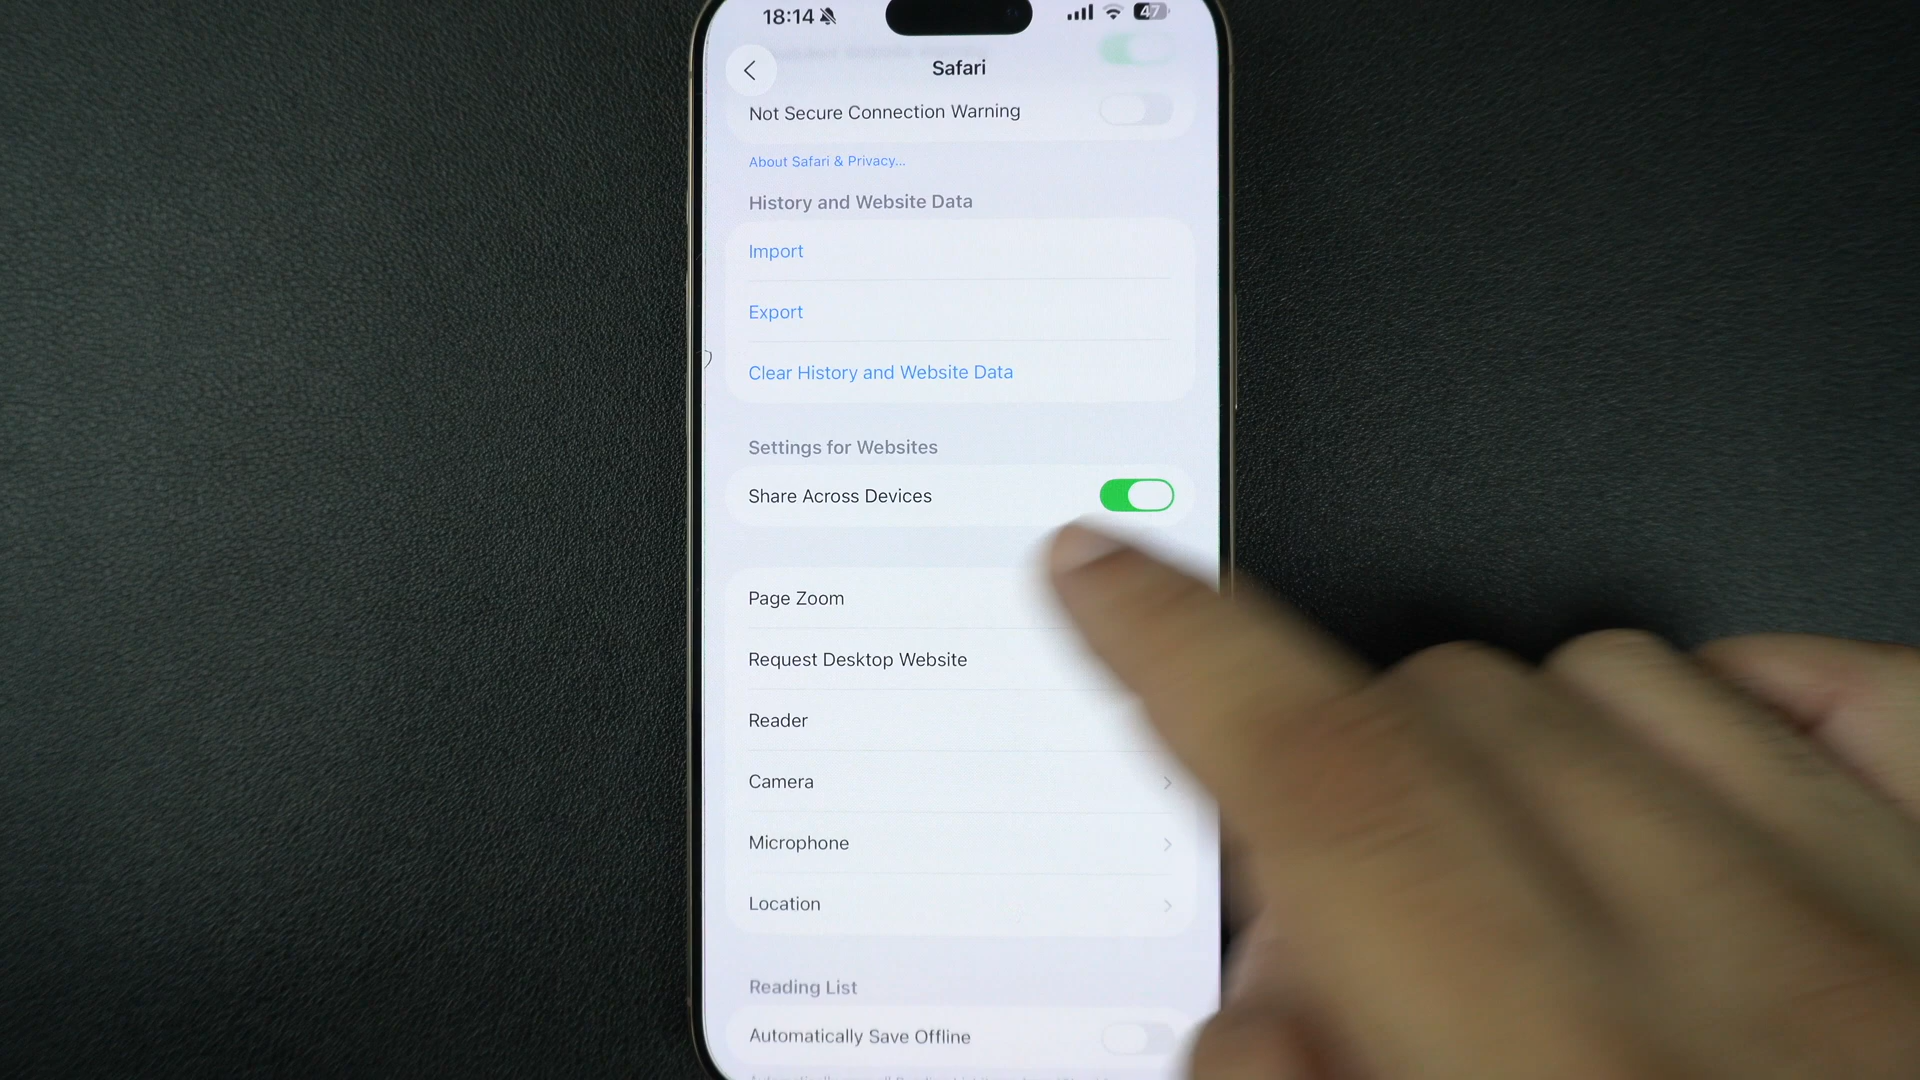 18:14
47
Safari
Not Secure Connection Warning
About Safari & Privacy...
History and Website Data
Import
Export
Clear History and Website Data
Settings for Websites
Share Across Devices
Page Zoom
Request Desktop Website
Reader
Camera
Microphone
Location
Reading List
Automatically Save Offline